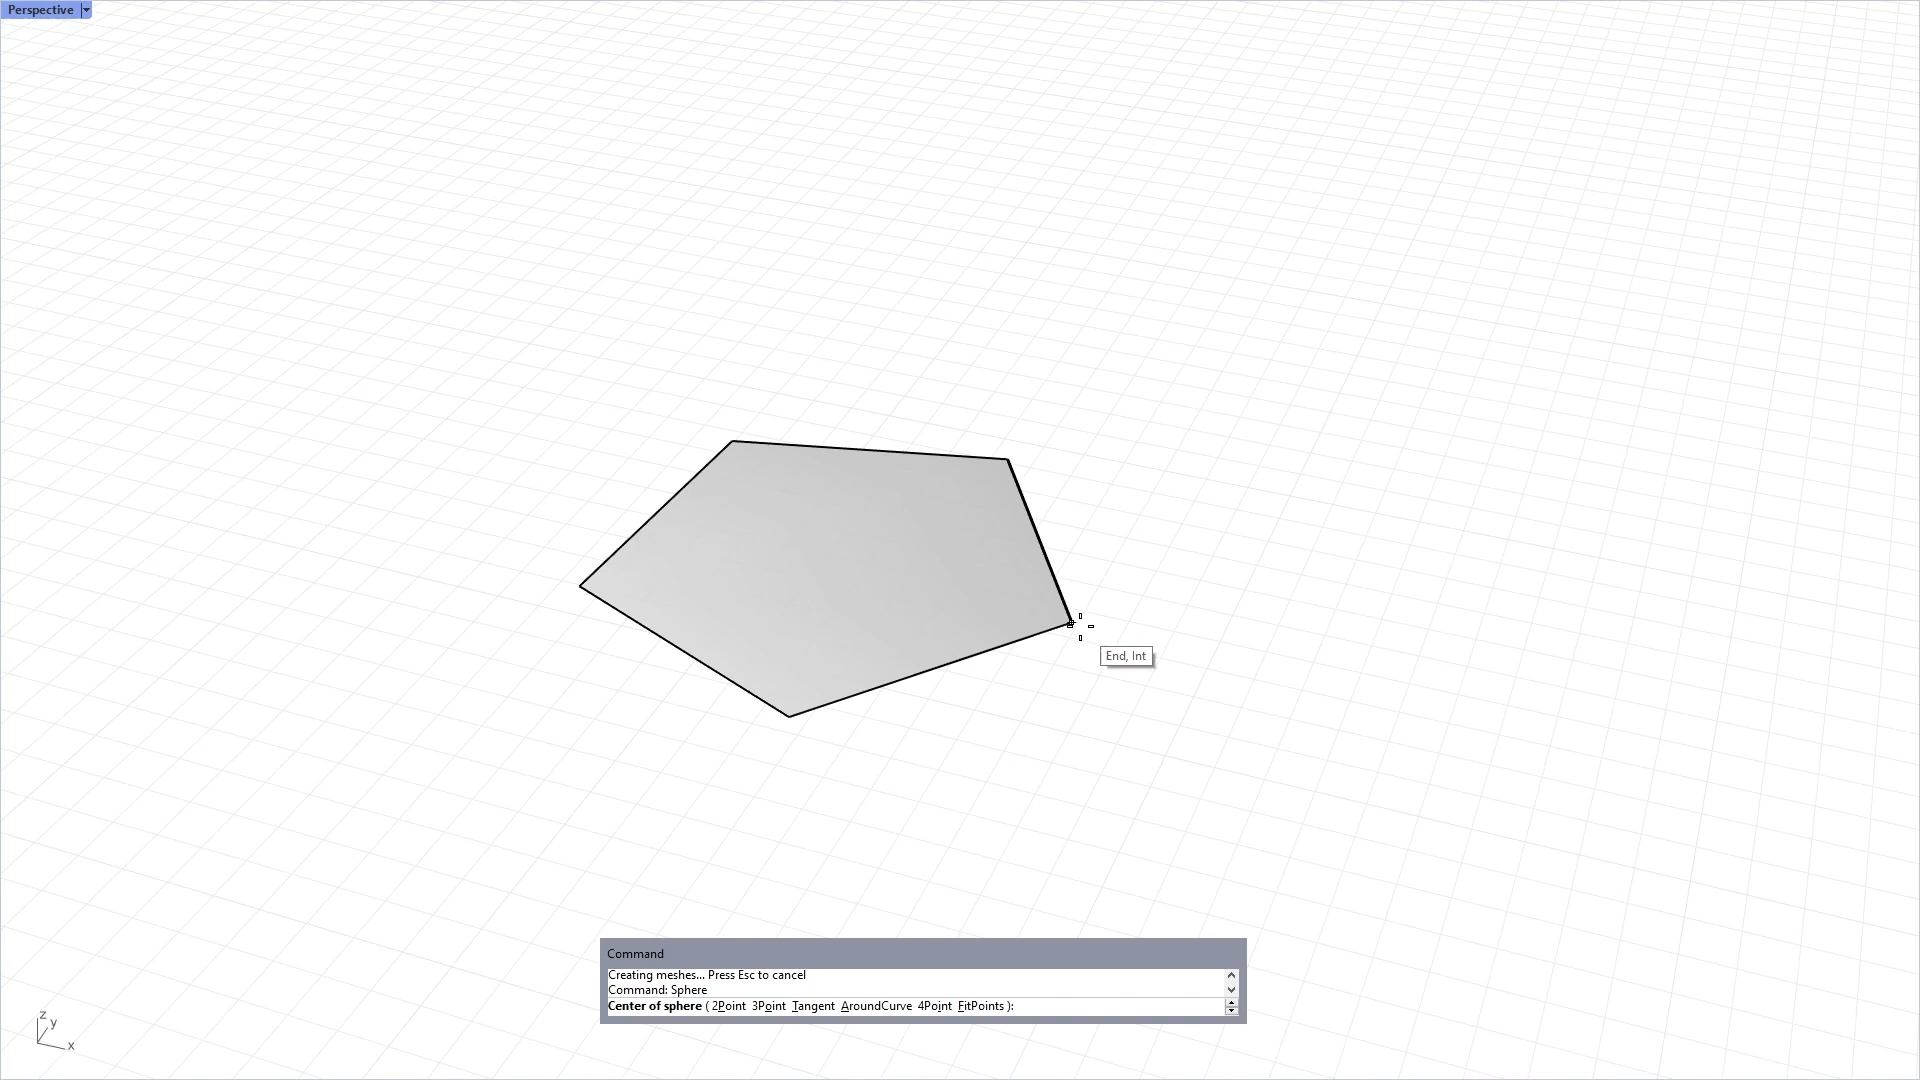 Perspective
End, Int
Command
Creating meshes... Press Esc to cancel
Command: Sphere
Center of sphere ( 2Point 3Point Tangent AroundCurve 4Point FitPoints ):
z
y
x